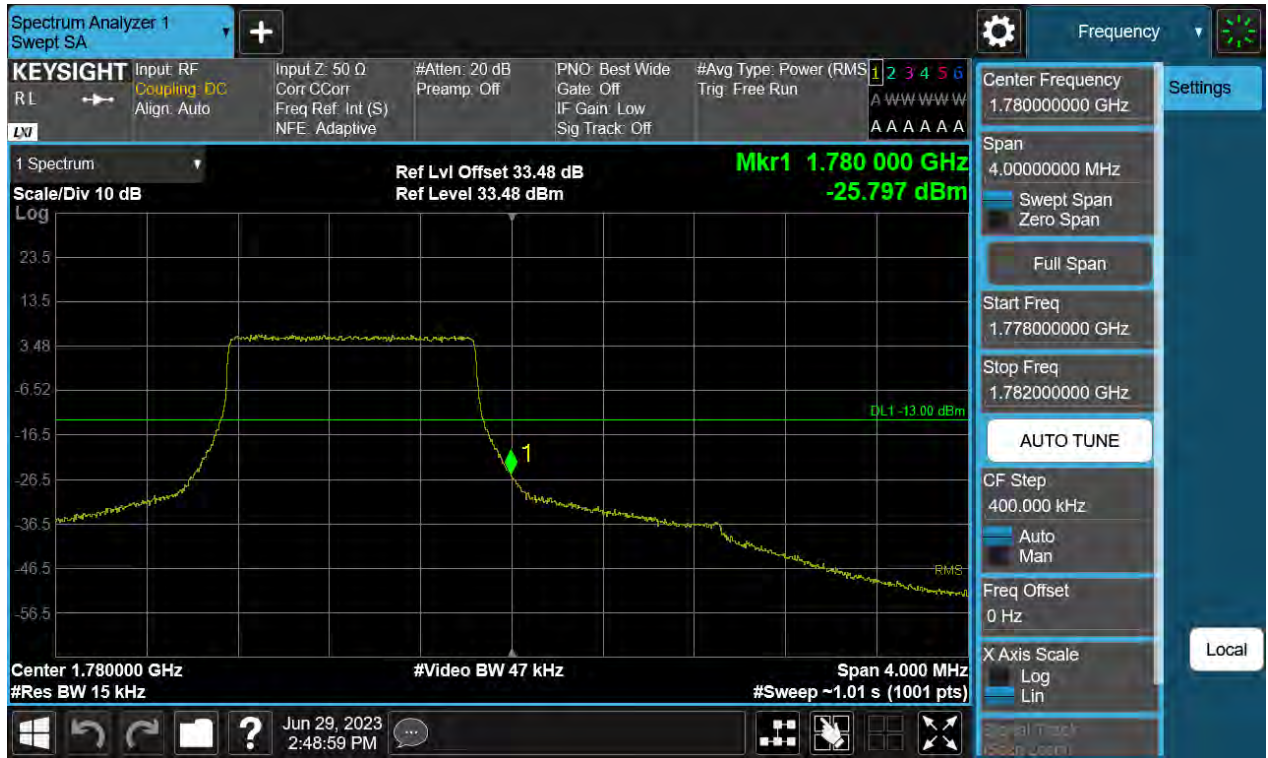 Spectrum Analyzer 1
Swept SA
Frequency
KEYSIGHT
RL
LXI
Input: RF
Coupling: DC
Align: Auto
Input Z: 50 Ω
Corr CCorr
Freq Ref: Int (S)
NFE: Adaptive
#Atten: 20 dB
Preamp: Off
PNO: Best Wide
Gate: Off
IF Gain: Low
Sig Track: Off
#Avg Type: Power (RMS
Trig: Free Run
1 2 3 4 5 6
A W W W W W
A A A A A A
1 Spectrum
Scale/Div 10 dB
Log
Ref Lvl Offset 33.48 dB
Ref Level 33.48 dBm
Mkr1 1.780 000 GHz
-25.797 dBm
23.5
13.5
3.48
-6.52
DL1 -13.00 dBm
-16.5
1
-26.5
-36.5
-46.5
RMS
-56.5
Center 1.780000 GHz
#Video BW 47 kHz
Span 4.000 MHz
#Res BW 15 kHz
#Sweep ~1.01 s (1001 pts)
Center Frequency
1.780000000 GHz
Settings
Span
4.00000000 MHz
Swept Span
Zero Span
Full Span
Start Freq
1.778000000 GHz
Stop Freq
1.782000000 GHz
AUTO TUNE
CF Step
400.000 kHz
Auto
Man
Freq Offset
0 Hz
X Axis Scale
Log
Lin
Local
Signal Track
(Span Zoom)
?
Jun 29, 2023
2:48:59 PM